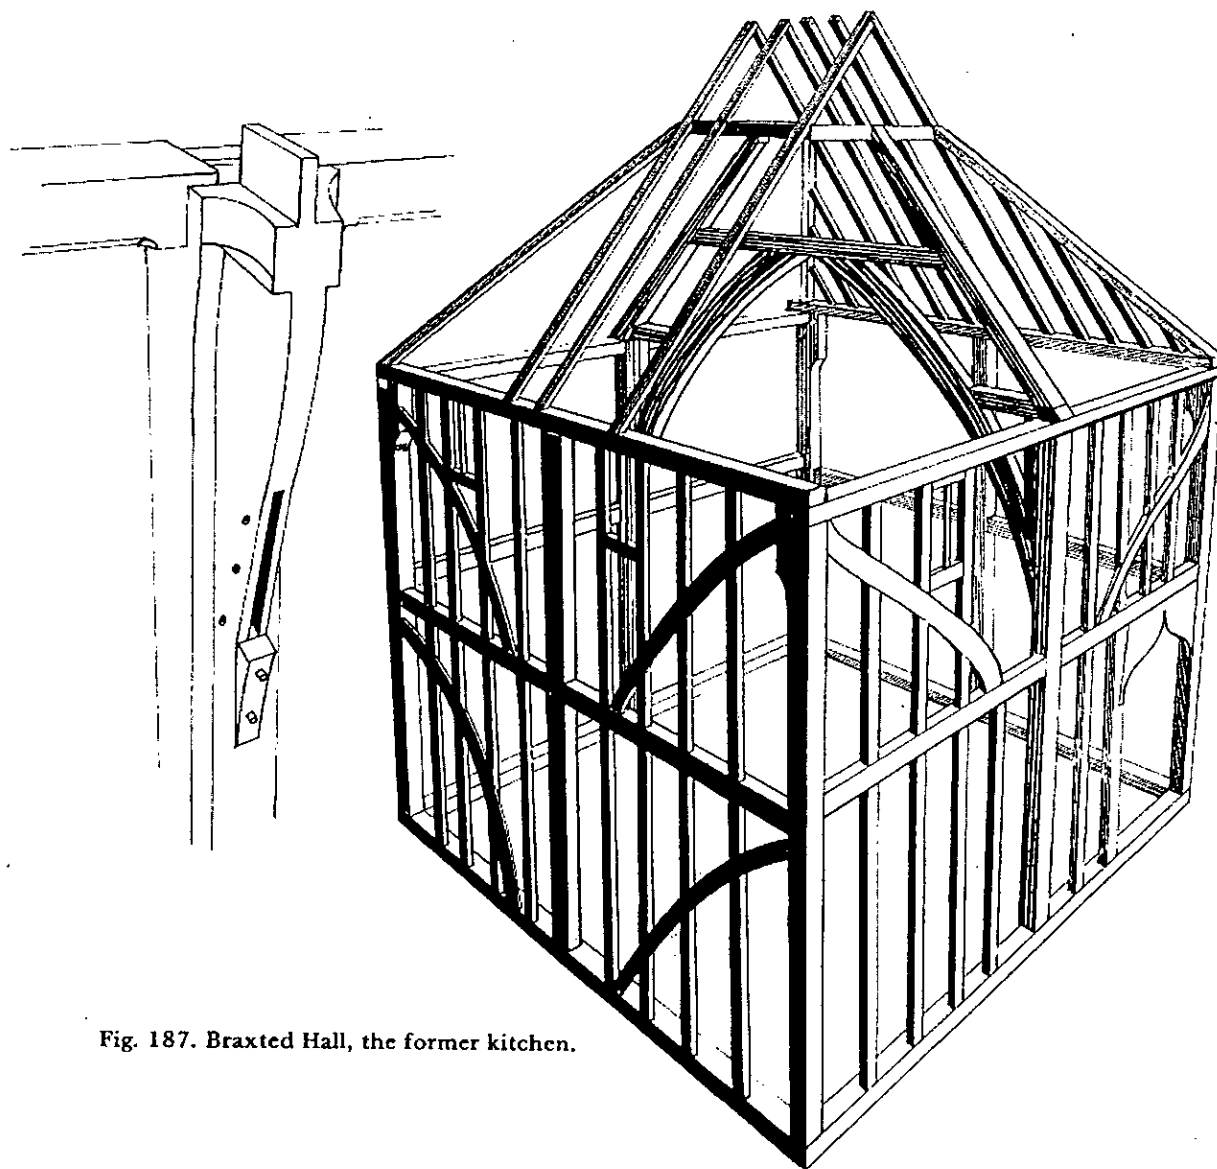 Fig. 187. Braxted Hall, the former kitchen.